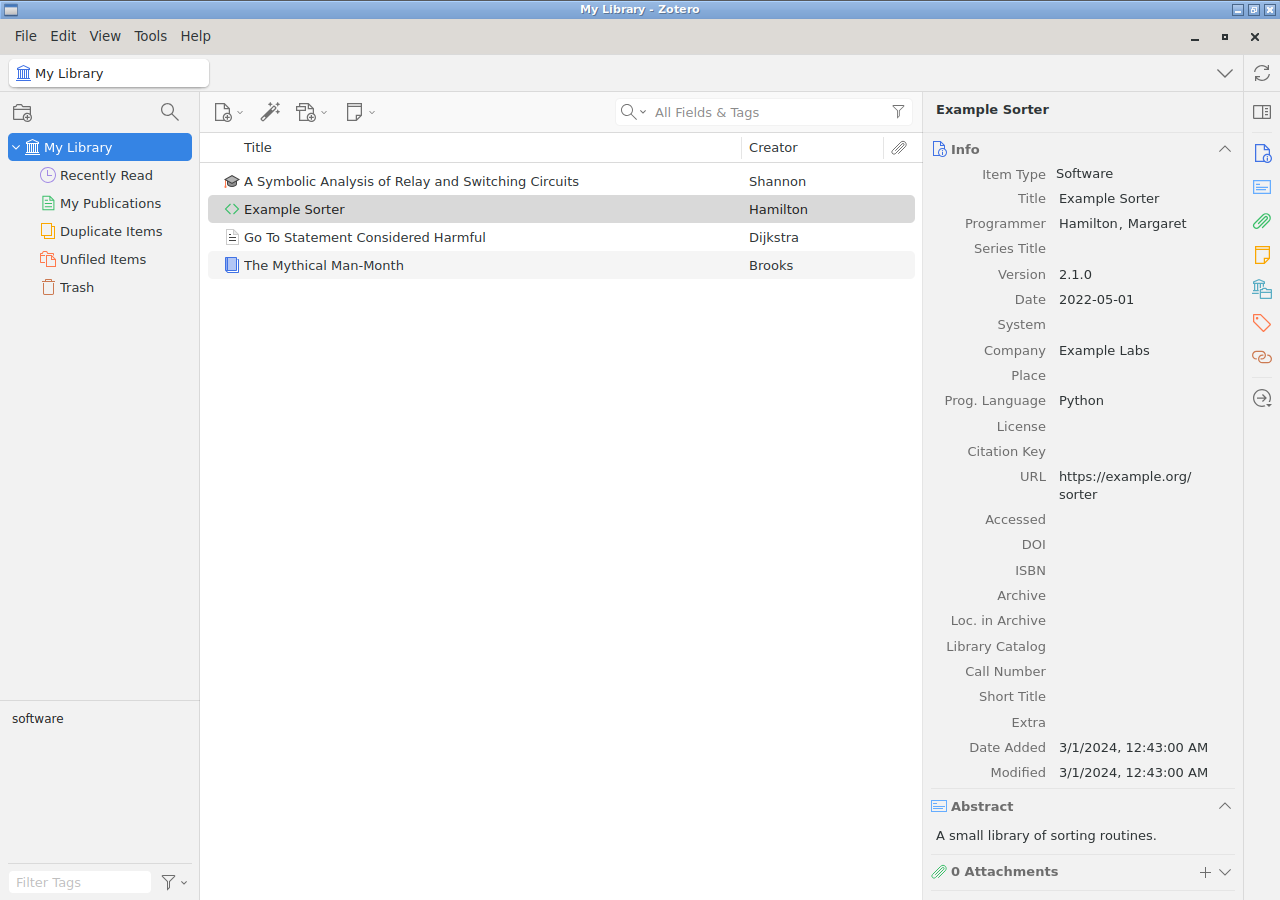 My Library - Zotero
File Edit View Tools Help
My Library
All Fields & Tags
My Library
Recently Read
My Publications
Duplicate Items
Unfiled Items
Trash
software
Filter Tags
Title Creator
A Symbolic Analysis of Relay and Switching Circuits Shannon
Example Sorter Hamilton
Go To Statement Considered Harmful Dijkstra
The Mythical Man-Month Brooks
Example Sorter
Info
Item Type Software
Title Example Sorter
Programmer Hamilton, Margaret
Series Title
Version 2.1.0
Date 2022-05-01
System
Company Example Labs
Place
Prog. Language Python
License
Citation Key
URL https://example.org/
sorter
Accessed
DOI
ISBN
Archive
Loc. in Archive
Library Catalog
Call Number
Short Title
Extra
Date Added 3/1/2024, 12:43:00 AM
Modified 3/1/2024, 12:43:00 AM
Abstract
A small library of sorting routines.
0 Attachments